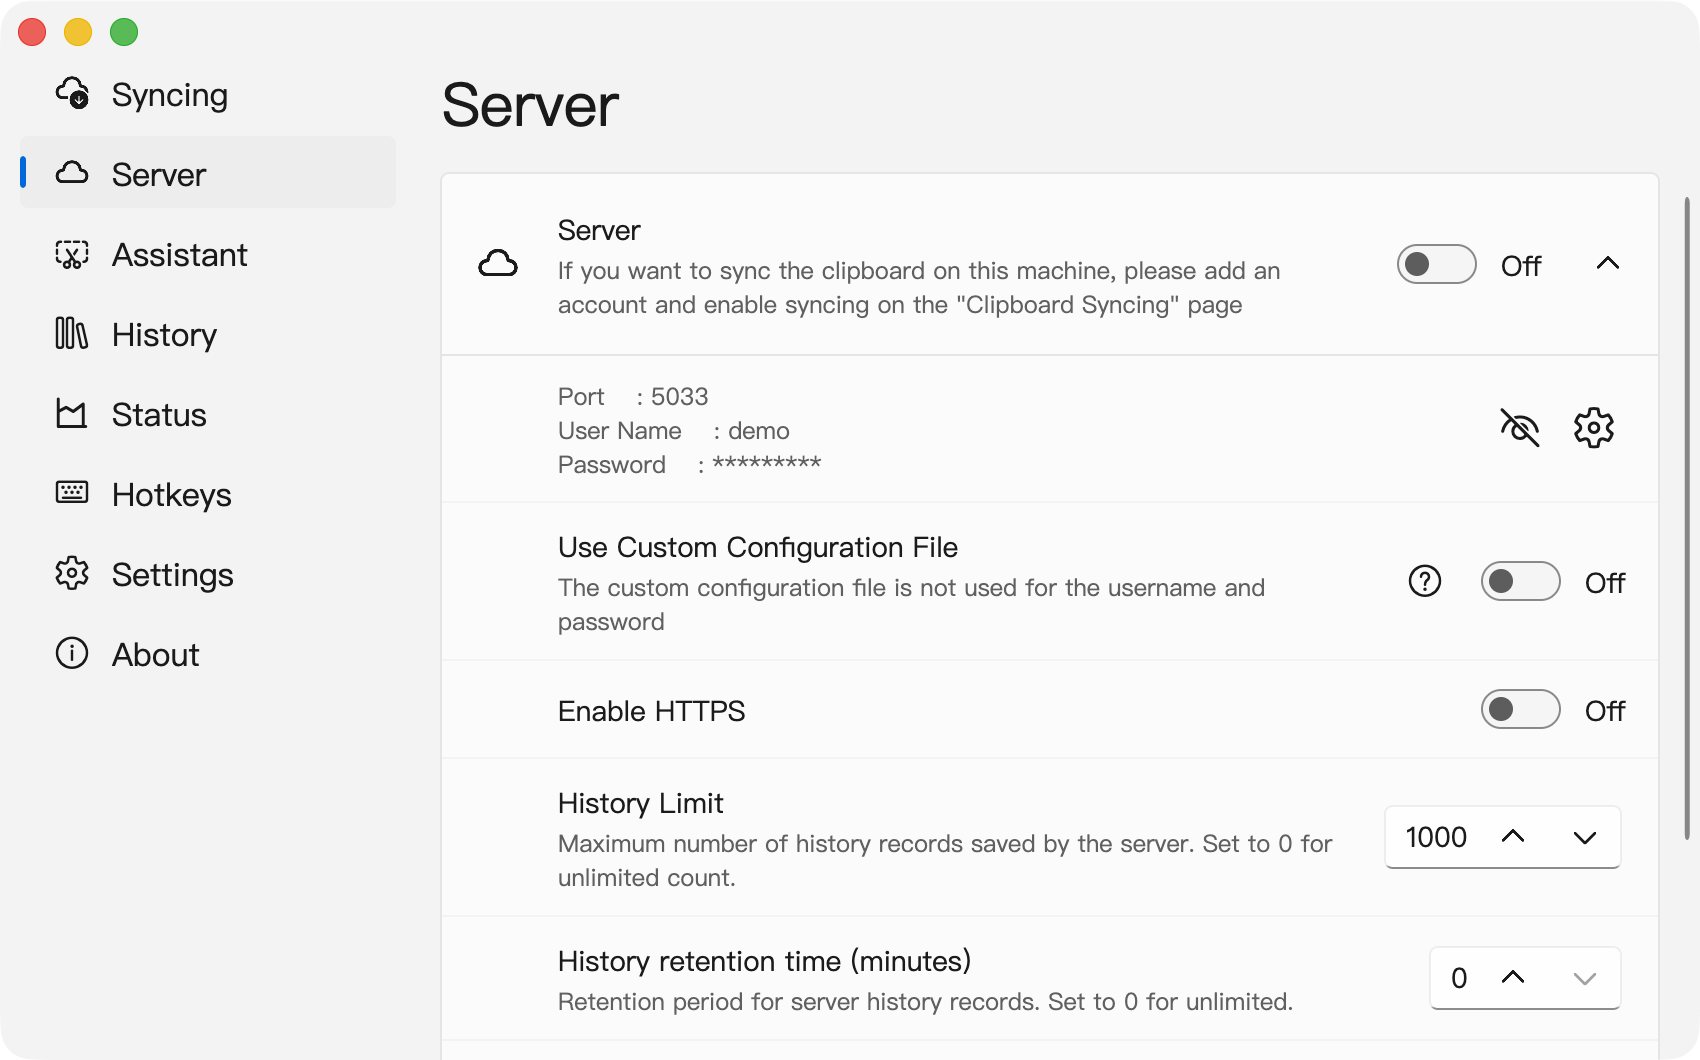 Syncing
Server
Assistant
History
Status
Hotkeys
Settings
About
Server
Server
If you want to sync the clipboard on this machine, please add an
account and enable syncing on the "Clipboard Syncing" page
Off
Port : 5033
User Name : demo
Password : *********
Use Custom Configuration File
The custom configuration file is not used for the username and
password
Off
Enable HTTPS
Off
History Limit
Maximum number of history records saved by the server. Set to 0 for
unlimited count.
1000
History retention time (minutes)
Retention period for server history records. Set to 0 for unlimited.
0